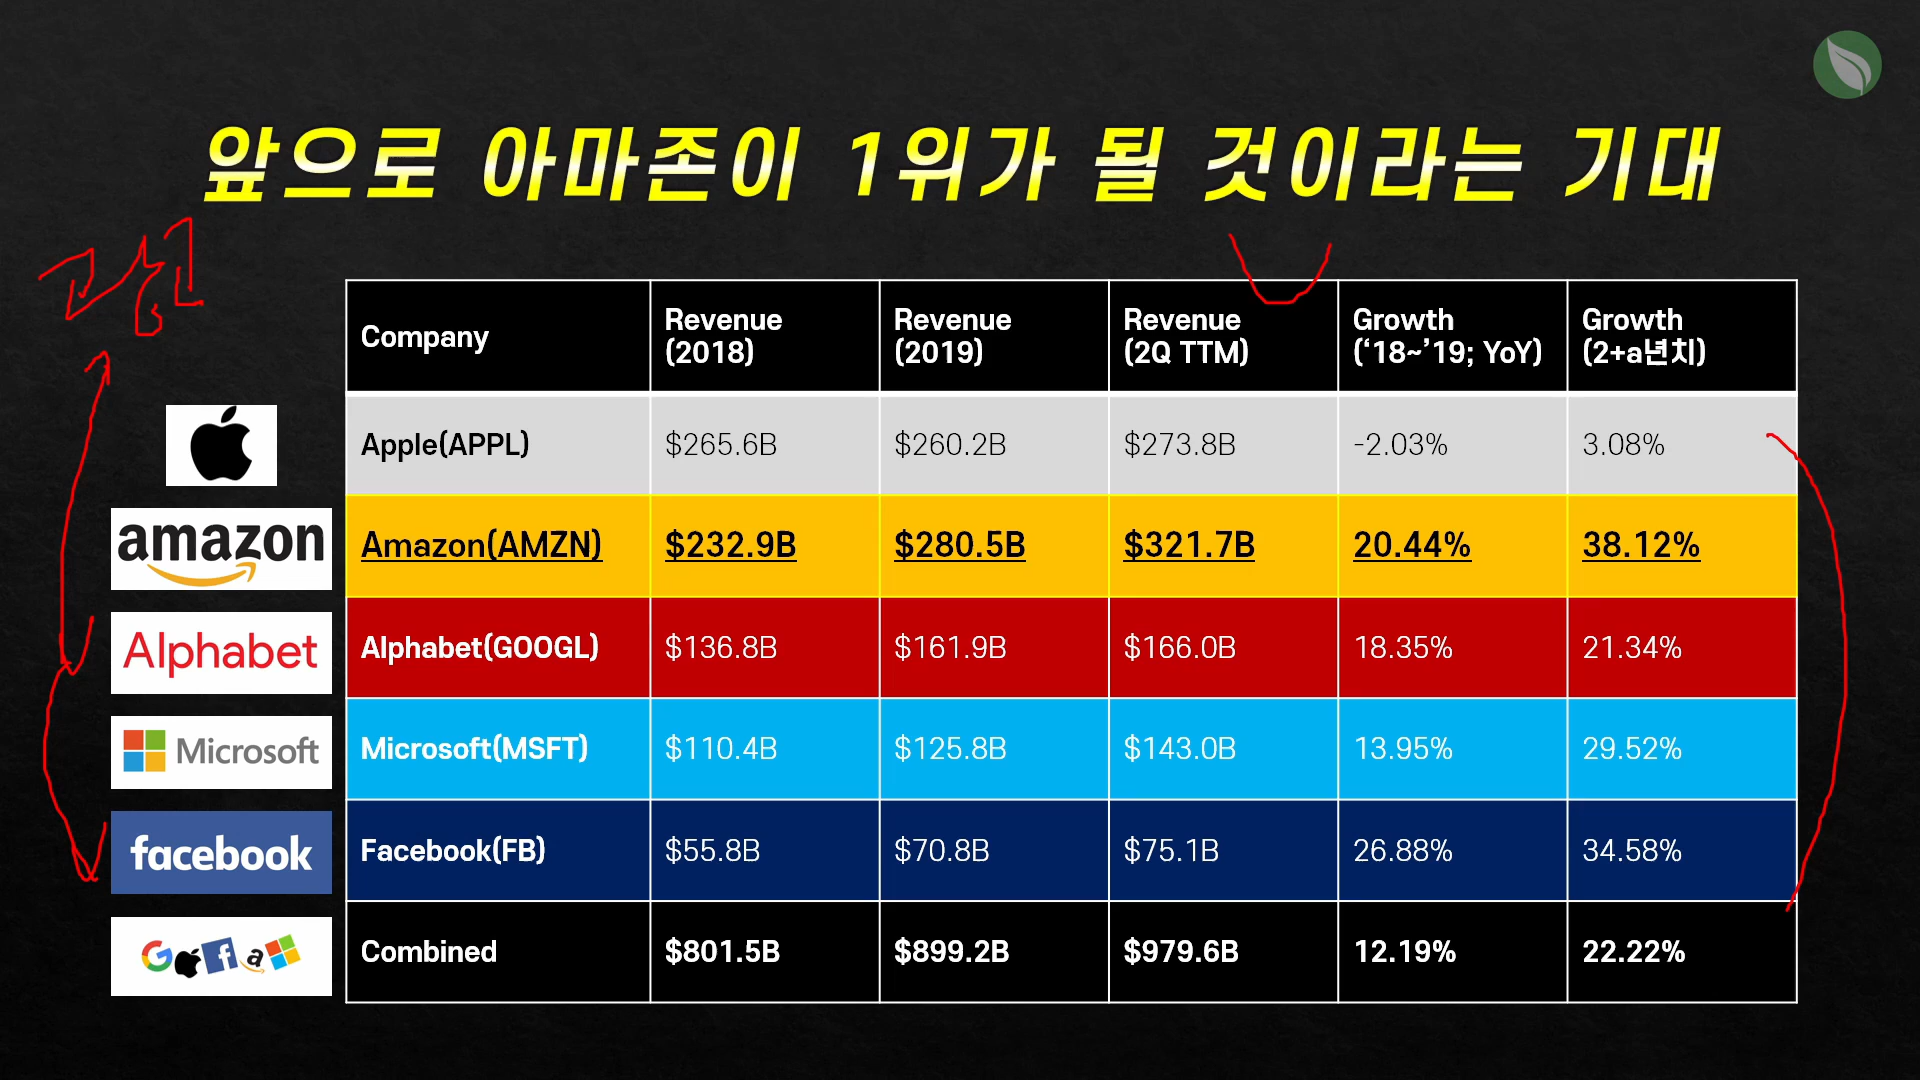 앞으로 아마존이 1위가 될 것이라는 기대
Company
Revenue
(2018)
Revenue
(2019)
Revenue
(2Q TTM)
Growth
(‘18~’19; YoY)
Growth
(2+a년치)
Apple(APPL)
$265.6B
$260.2B
$273.8B
-2.03%
3.08%
amazon
Amazon(AMZN)
$232.9B
$280.5B
$321.7B
20.44%
38.12%
Alphabet
Alphabet(GOOGL)
$136.8B
$161.9B
$166.0B
18.35%
21.34%
Microsoft
Microsoft(MSFT)
$110.4B
$125.8B
$143.0B
13.95%
29.52%
facebook
Facebook(FB)
$55.8B
$70.8B
$75.1B
26.88%
34.58%
Combined
$801.5B
$899.2B
$979.6B
12.19%
22.22%